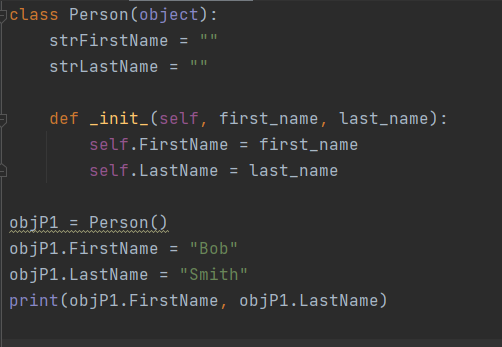 class Person(object):
    strFirstName = ""
    strLastName = ""

    def _init_(self, first_name, last_name):
        self.FirstName = first_name
        self.LastName = last_name

objP1 = Person()
objP1.FirstName = "Bob"
objP1.LastName = "Smith"
print(objP1.FirstName, objP1.LastName)